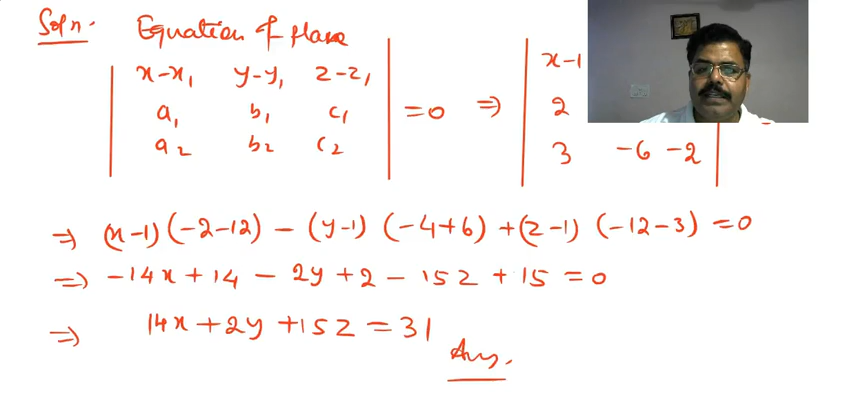 Soln. Equation of plane
| x-x₁ y-y₁ z-z₁ |
| a₁ b₁ c₁ | = 0 ⇒ | 2
| a₂ b₂ c₂ |
| x-1
| 3 -6 -2 |
⇒ (x-1)(-2-12) - (y-1)(-4+6) + (z-1)(-12-3) = 0
⇒ -14x + 14 - 2y + 2 - 15z + 15 = 0
⇒ 14x + 2y + 15z = 31
Ans.